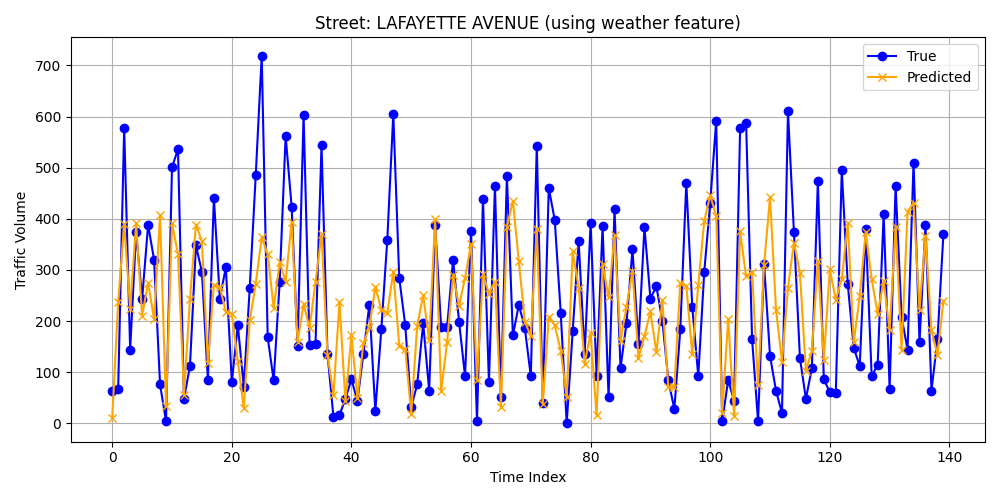 Street: LAFAYETTE AVENUE (using weather feature)
True
Predicted
Traffic Volume
700
600
500
400
300
200
100
0
0 20 40 60 80 100 120 140
Time Index